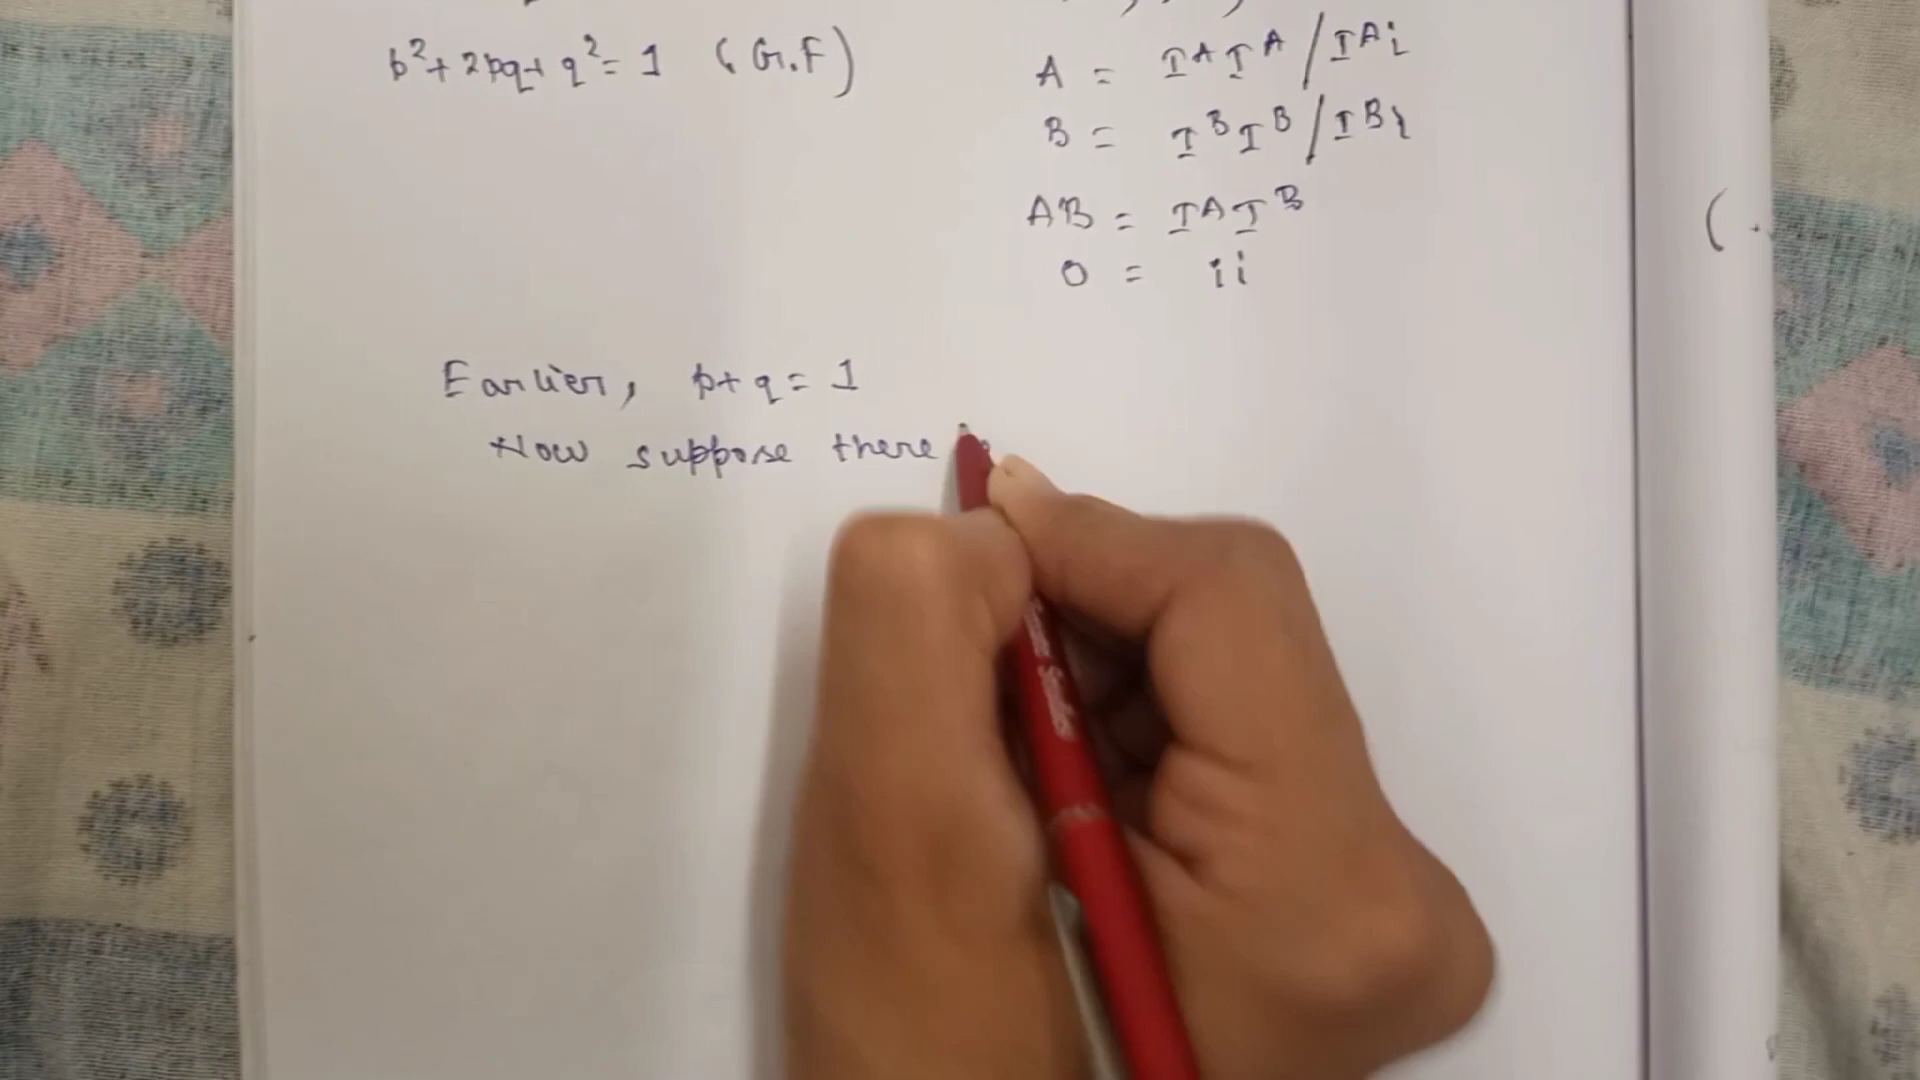 p²+2pq+q²=1 (G.F)
A = IᴬIᴬ/Iᴬi
B = IᴮIᴮ/Iᴮi
AB = IᴬIᴮ
O = ii
Earlier, p+q=1
Now suppose there